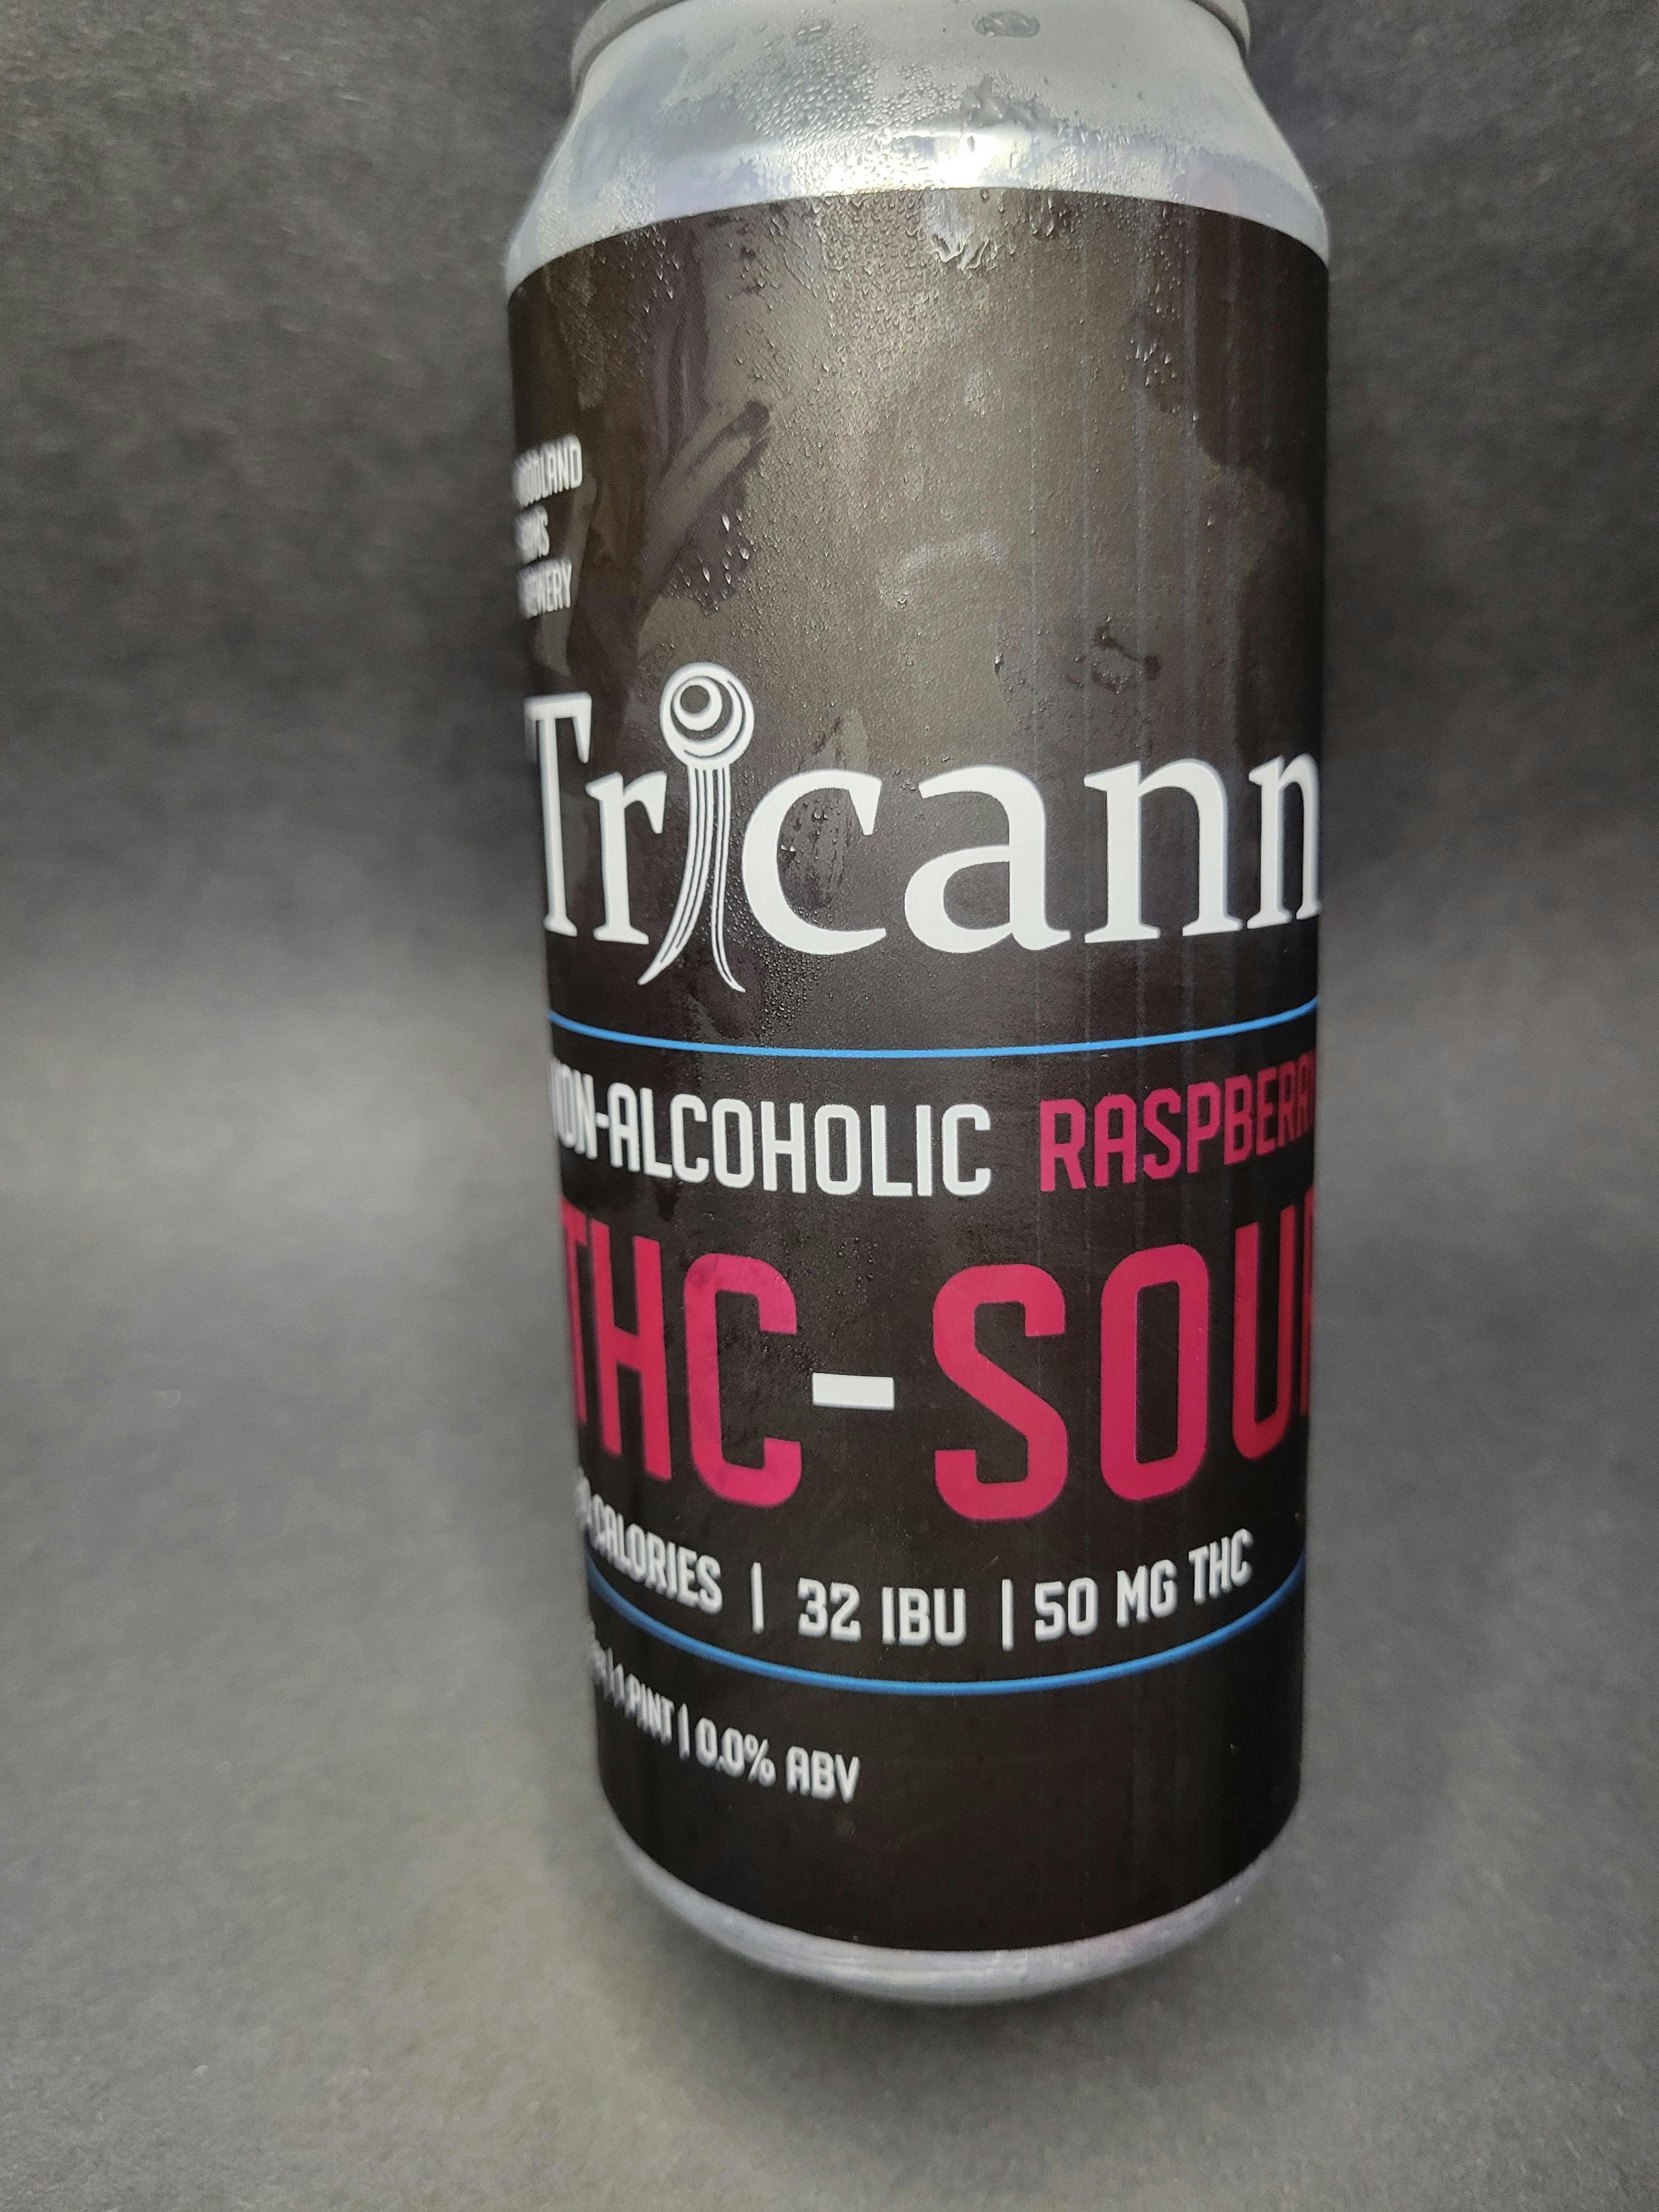 Tricann
NON-ALCOHOLIC RASPBERRY
THC-SOUR
CALORIES | 32 IBU | 50 MG THC
1 PINT | 0.0% ABV